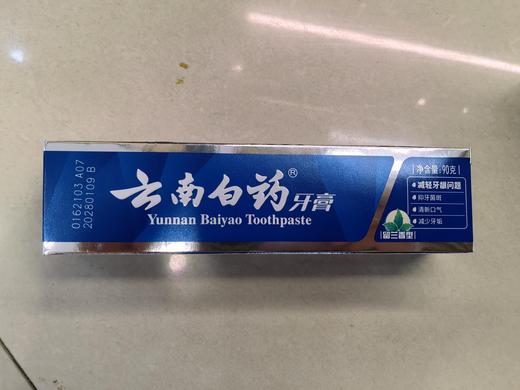 0162103 A07
20280109 B
云南白药®牙膏
Yunnan Baiyao Toothpaste
净含量:90克
减轻牙龈问题
抑牙菌斑
清新口气
减少牙垢
留兰香型